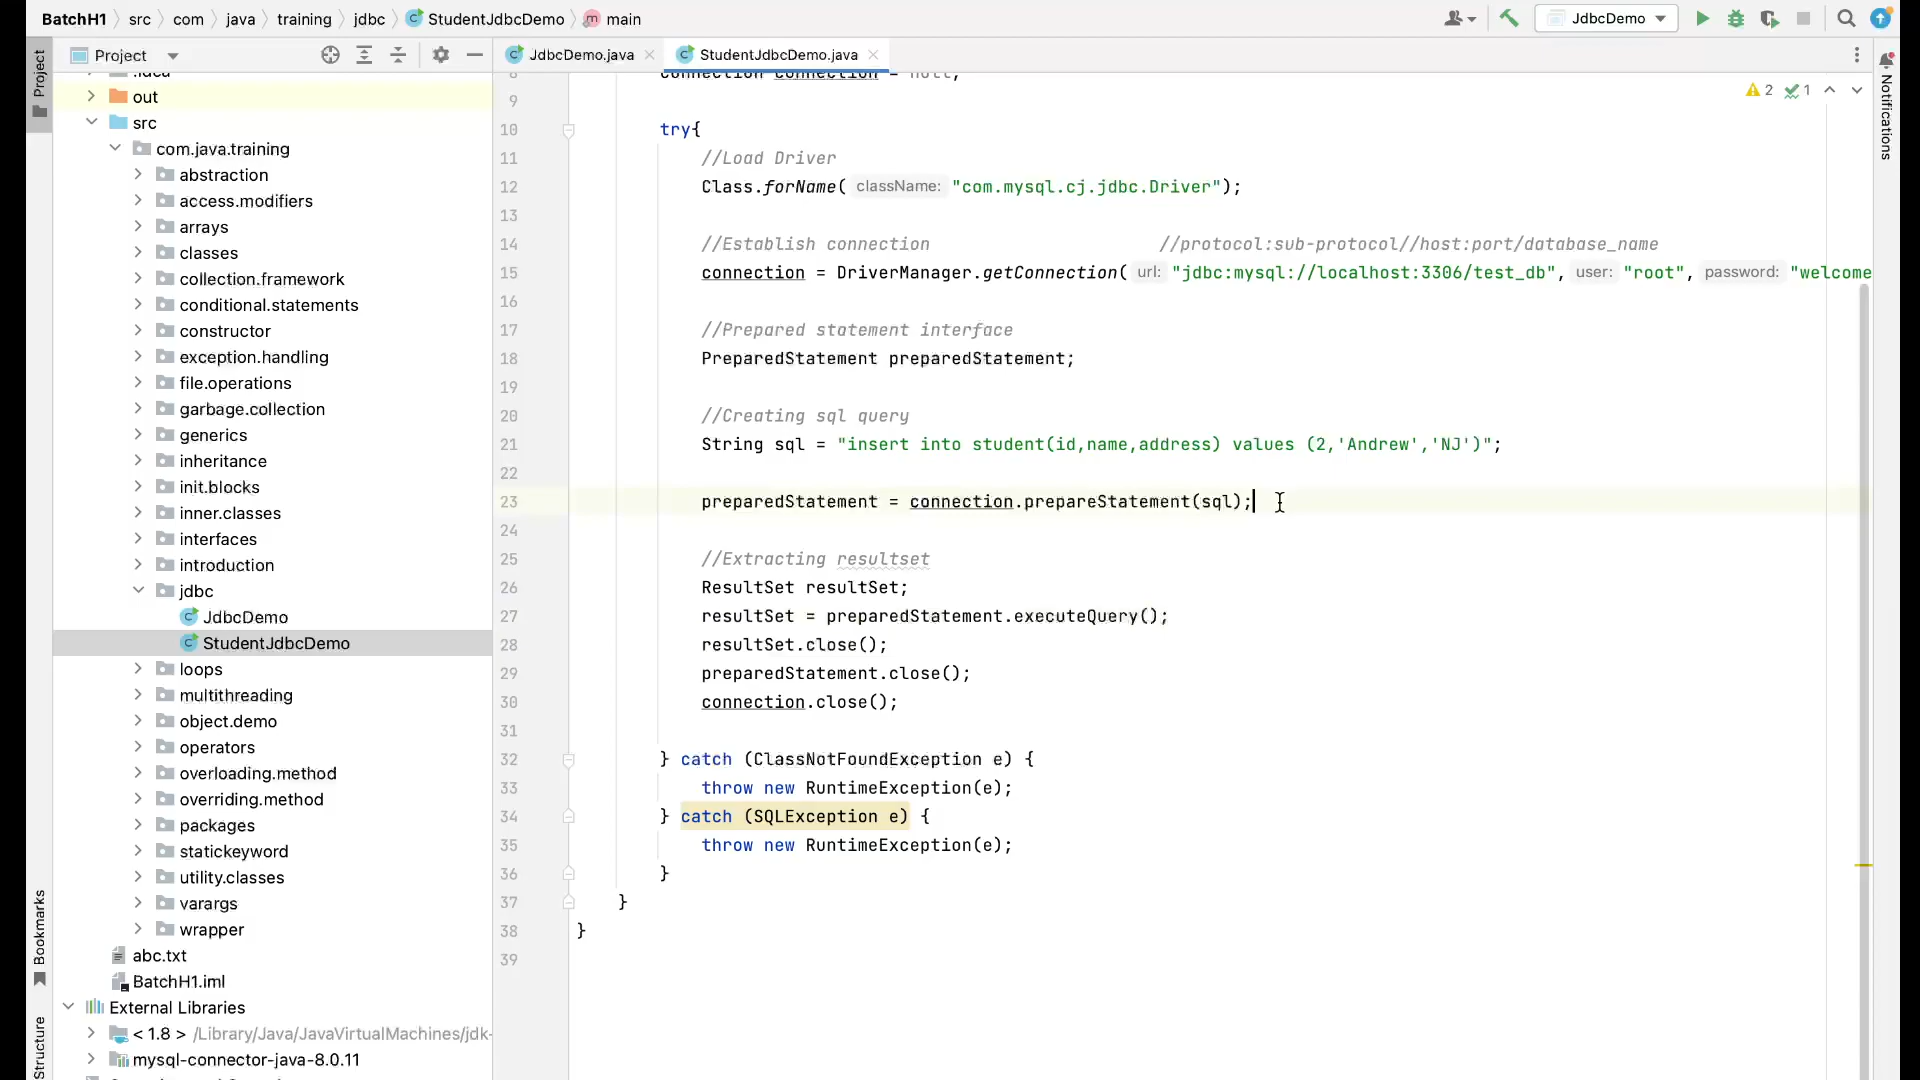 BatchH1 src com java training jdbc StudentJdbcDemo main
JdbcDemo
Project
JdbcDemo.java
StudentJdbcDemo.java
Project
Notifications
Bookmarks
Structure
out
src
com.java.training
abstraction
access.modifiers
arrays
classes
collection.framework
conditional.statements
constructor
exception.handling
file.operations
garbage.collection
generics
inheritance
init.blocks
inner.classes
interfaces
introduction
jdbc
JdbcDemo
StudentJdbcDemo
loops
multithreading
object.demo
operators
overloading.method
overriding.method
packages
statickeyword
utility.classes
varargs
wrapper
abc.txt
BatchH1.iml
External Libraries
< 1.8 > /Library/Java/JavaVirtualMachines/jdk-
mysql-connector-java-8.0.11
2 1
9
10 try{
11 //Load Driver
12 Class.forName( className: "com.mysql.cj.jdbc.Driver");
13
14 //Establish connection //protocol:sub-protocol//host:port/database_name
15 connection = DriverManager.getConnection( url: "jdbc:mysql://localhost:3306/test_db", user: "root", password: "welcome
16
17 //Prepared statement interface
18 PreparedStatement preparedStatement;
19
20 //Creating sql query
21 String sql = "insert into student(id,name,address) values (2,'Andrew','NJ')";
22
23 preparedStatement = connection.prepareStatement(sql);
24
25 //Extracting resultset
26 ResultSet resultSet;
27 resultSet = preparedStatement.executeQuery();
28 resultSet.close();
29 preparedStatement.close();
30 connection.close();
31
32 } catch (ClassNotFoundException e) {
33 throw new RuntimeException(e);
34 } catch (SQLException e) {
35 throw new RuntimeException(e);
36 }
37 }
38 }
39